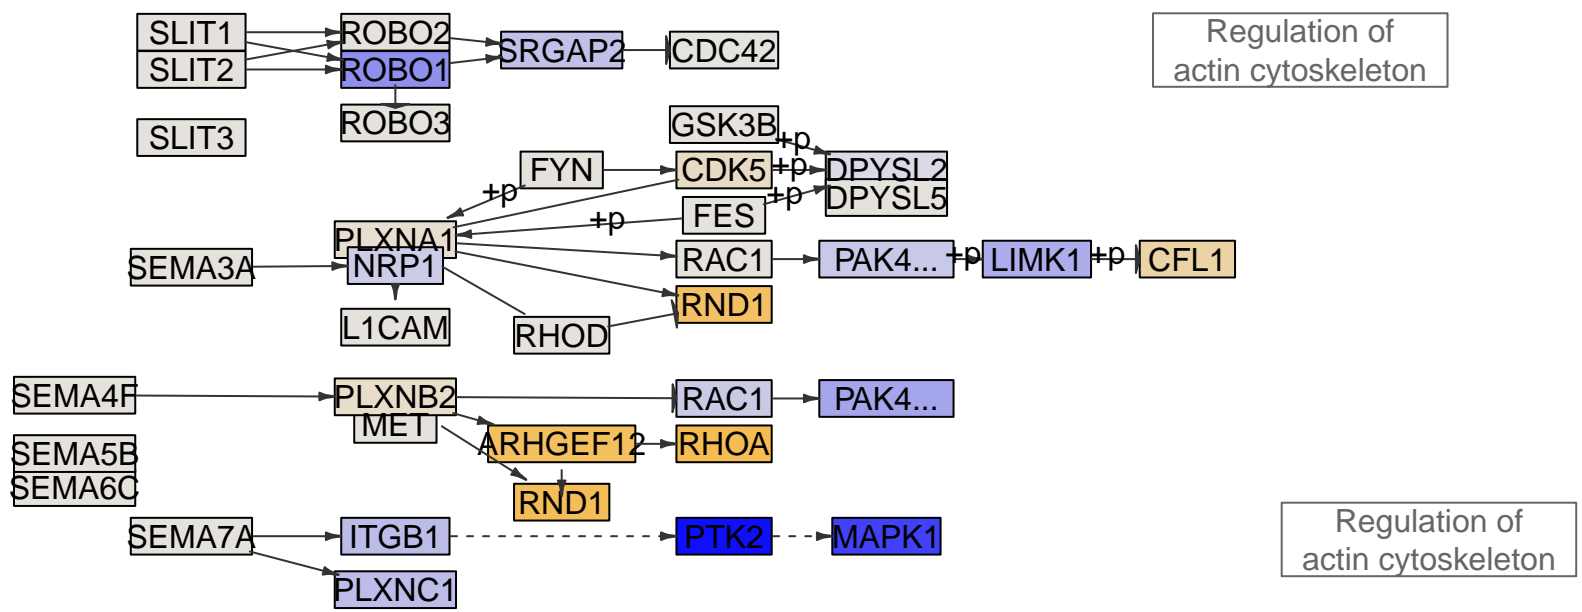 SLIT1
ROBO2
SRGAP2
CDC42
Regulation of
actin cytoskeleton
SLIT2
ROBO1
SLIT3
ROBO3
GSK3B
+p
FYN
CDK5
+p
DPYSL2
+p
FES
+p
DPYSL5
+p
PLXNA1
SEMA3A
NRP1
RAC1
PAK4...
+p
LIMK1
+p
CFL1
RND1
L1CAM
RHOD
SEMA4F
PLXNB2
RAC1
PAK4...
MET
ARHGEF12
RHOA
SEMA5B
SEMA6C
RND1
SEMA7A
ITGB1
PTK2
MAPK1
Regulation of
actin cytoskeleton
PLXNC1